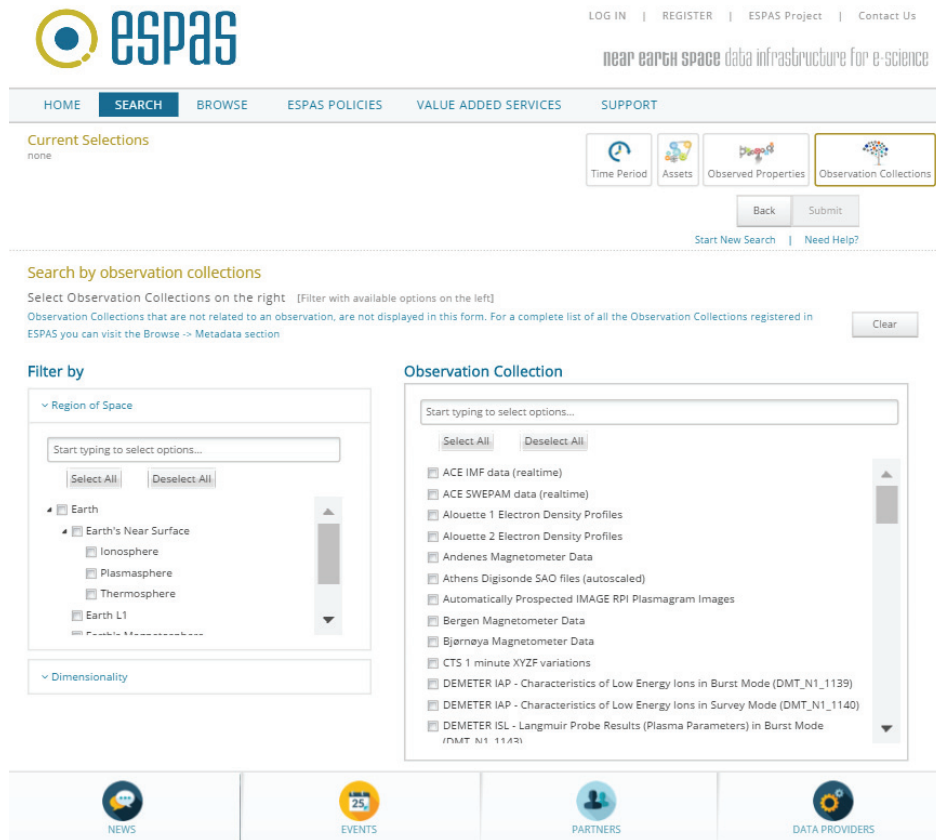 espas
LOG IN | REGISTER | ESPAS Project | Contact Us
near earth space data infrastructure for e-science
HOME SEARCH BROWSE ESPAS POLICIES VALUE ADDED SERVICES SUPPORT
Current Selections
none
Time Period Assets Observed Properties Observation Collections
Back Submit
Start New Search | Need Help?
Search by observation collections
Select Observation Collections on the right [Filter with available options on the left]
Observation Collections that are not related to an observation, are not displayed in this form. For a complete list of all the Observation Collections registered in
ESPAS you can visit the Browse -> Metadata section
Clear
Filter by
Region of Space
Start typing to select options...
Select All Deselect All
Earth
Earth's Near Surface
Ionosphere
Plasmasphere
Thermosphere
Earth L1
Earth's Magnetosphere
Dimensionality
Observation Collection
Start typing to select options...
Select All Deselect All
ACE IMF data (realtime)
ACE SWEPAM data (realtime)
Alouette 1 Electron Density Profiles
Alouette 2 Electron Density Profiles
Andenes Magnetometer Data
Athens Digisonde SAO files (autoscaled)
Automatically Prospected IMAGE RPI Plasmagram Images
Bergen Magnetometer Data
Bjørnøya Magnetometer Data
CTS 1 minute XYZF variations
DEMETER IAP - Characteristics of Low Energy Ions in Burst Mode (DMT_N1_1139)
DEMETER IAP - Characteristics of Low Energy Ions in Survey Mode (DMT_N1_1140)
DEMETER ISL - Langmuir Probe Results (Plasma Parameters) in Burst Mode
(DMT_N1_1143)
25
NEWS EVENTS PARTNERS DATA PROVIDERS